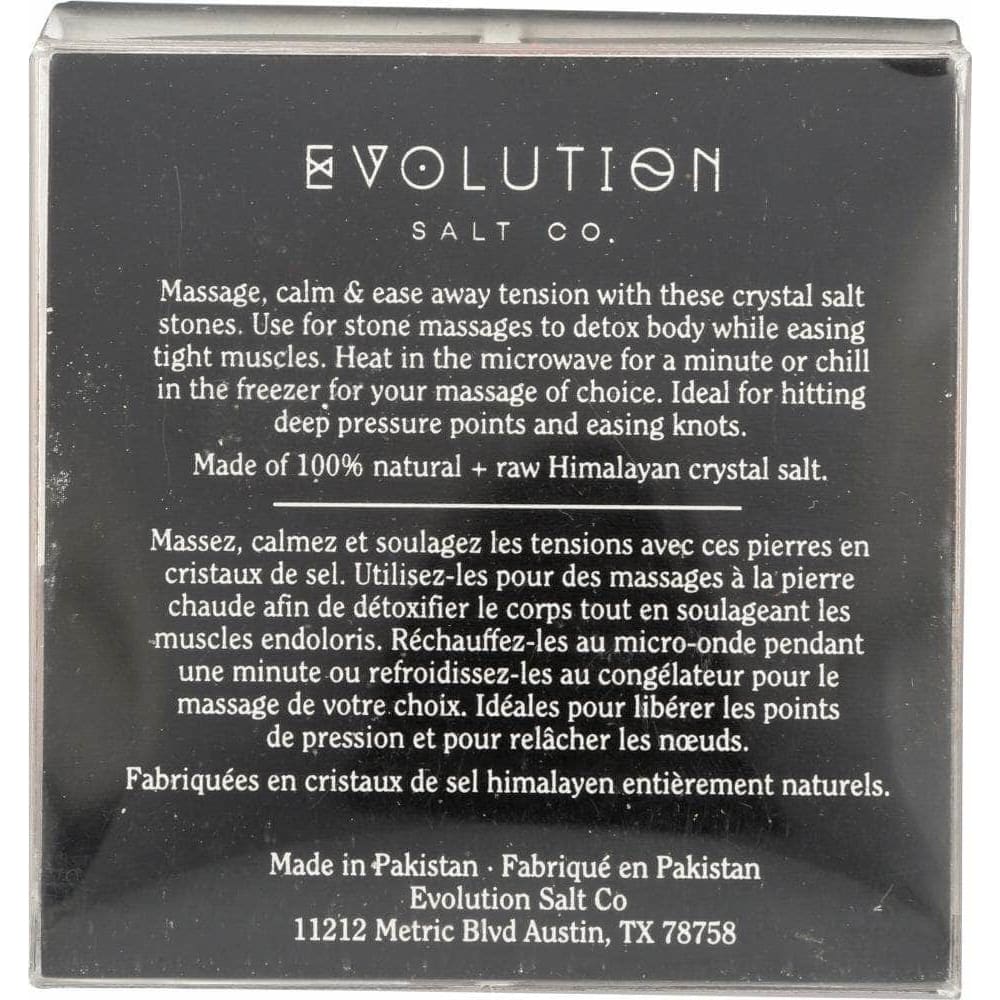 EVOLUTION
SALT CO.
Massage, calm & ease away tension with these crystal salt
stones. Use for stone massages to detox body while easing
tight muscles. Heat in the microwave for a minute or chill
in the freezer for your massage of choice. Ideal for hitting
deep pressure points and easing knots.
Made of 100% natural + raw Himalayan crystal salt.
Massez, calmez et soulagez les tensions avec ces pierres en
cristaux de sel. Utilisez-les pour des massages à la pierre
chaude afin de détoxifier le corps tout en soulageant les
muscles endoloris. Réchauffez-les au micro-onde pendant
une minute ou refroidissez-les au congélateur pour le
massage de votre choix. Idéales pour libérer les points
de pression et pour relâcher les nœuds.
Fabriquées en cristaux de sel himalayen entièrement naturels.
Made in Pakistan · Fabriqué en Pakistan
Evolution Salt Co
11212 Metric Blvd Austin, TX 78758